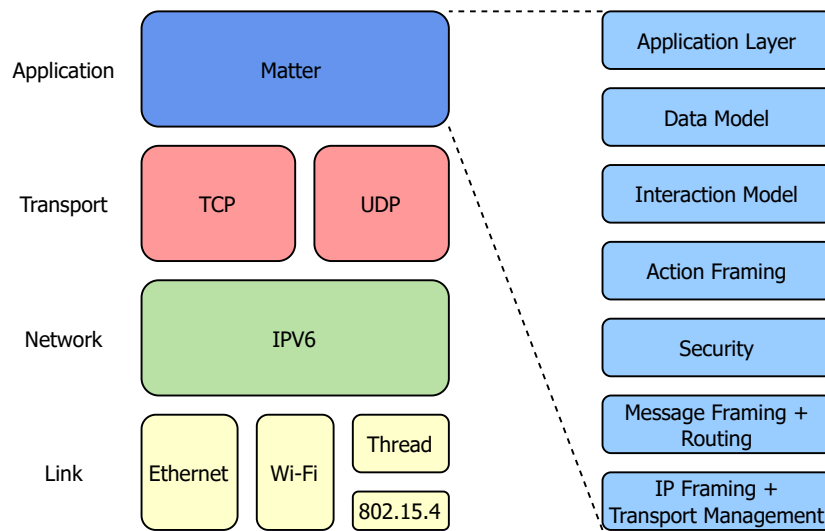 Application
Matter
Transport
TCP
UDP
Network
IPV6
Link
Ethernet
Wi-Fi
Thread
802.15.4
Application Layer
Data Model
Interaction Model
Action Framing
Security
Message Framing +
Routing
IP Framing +
Transport Management